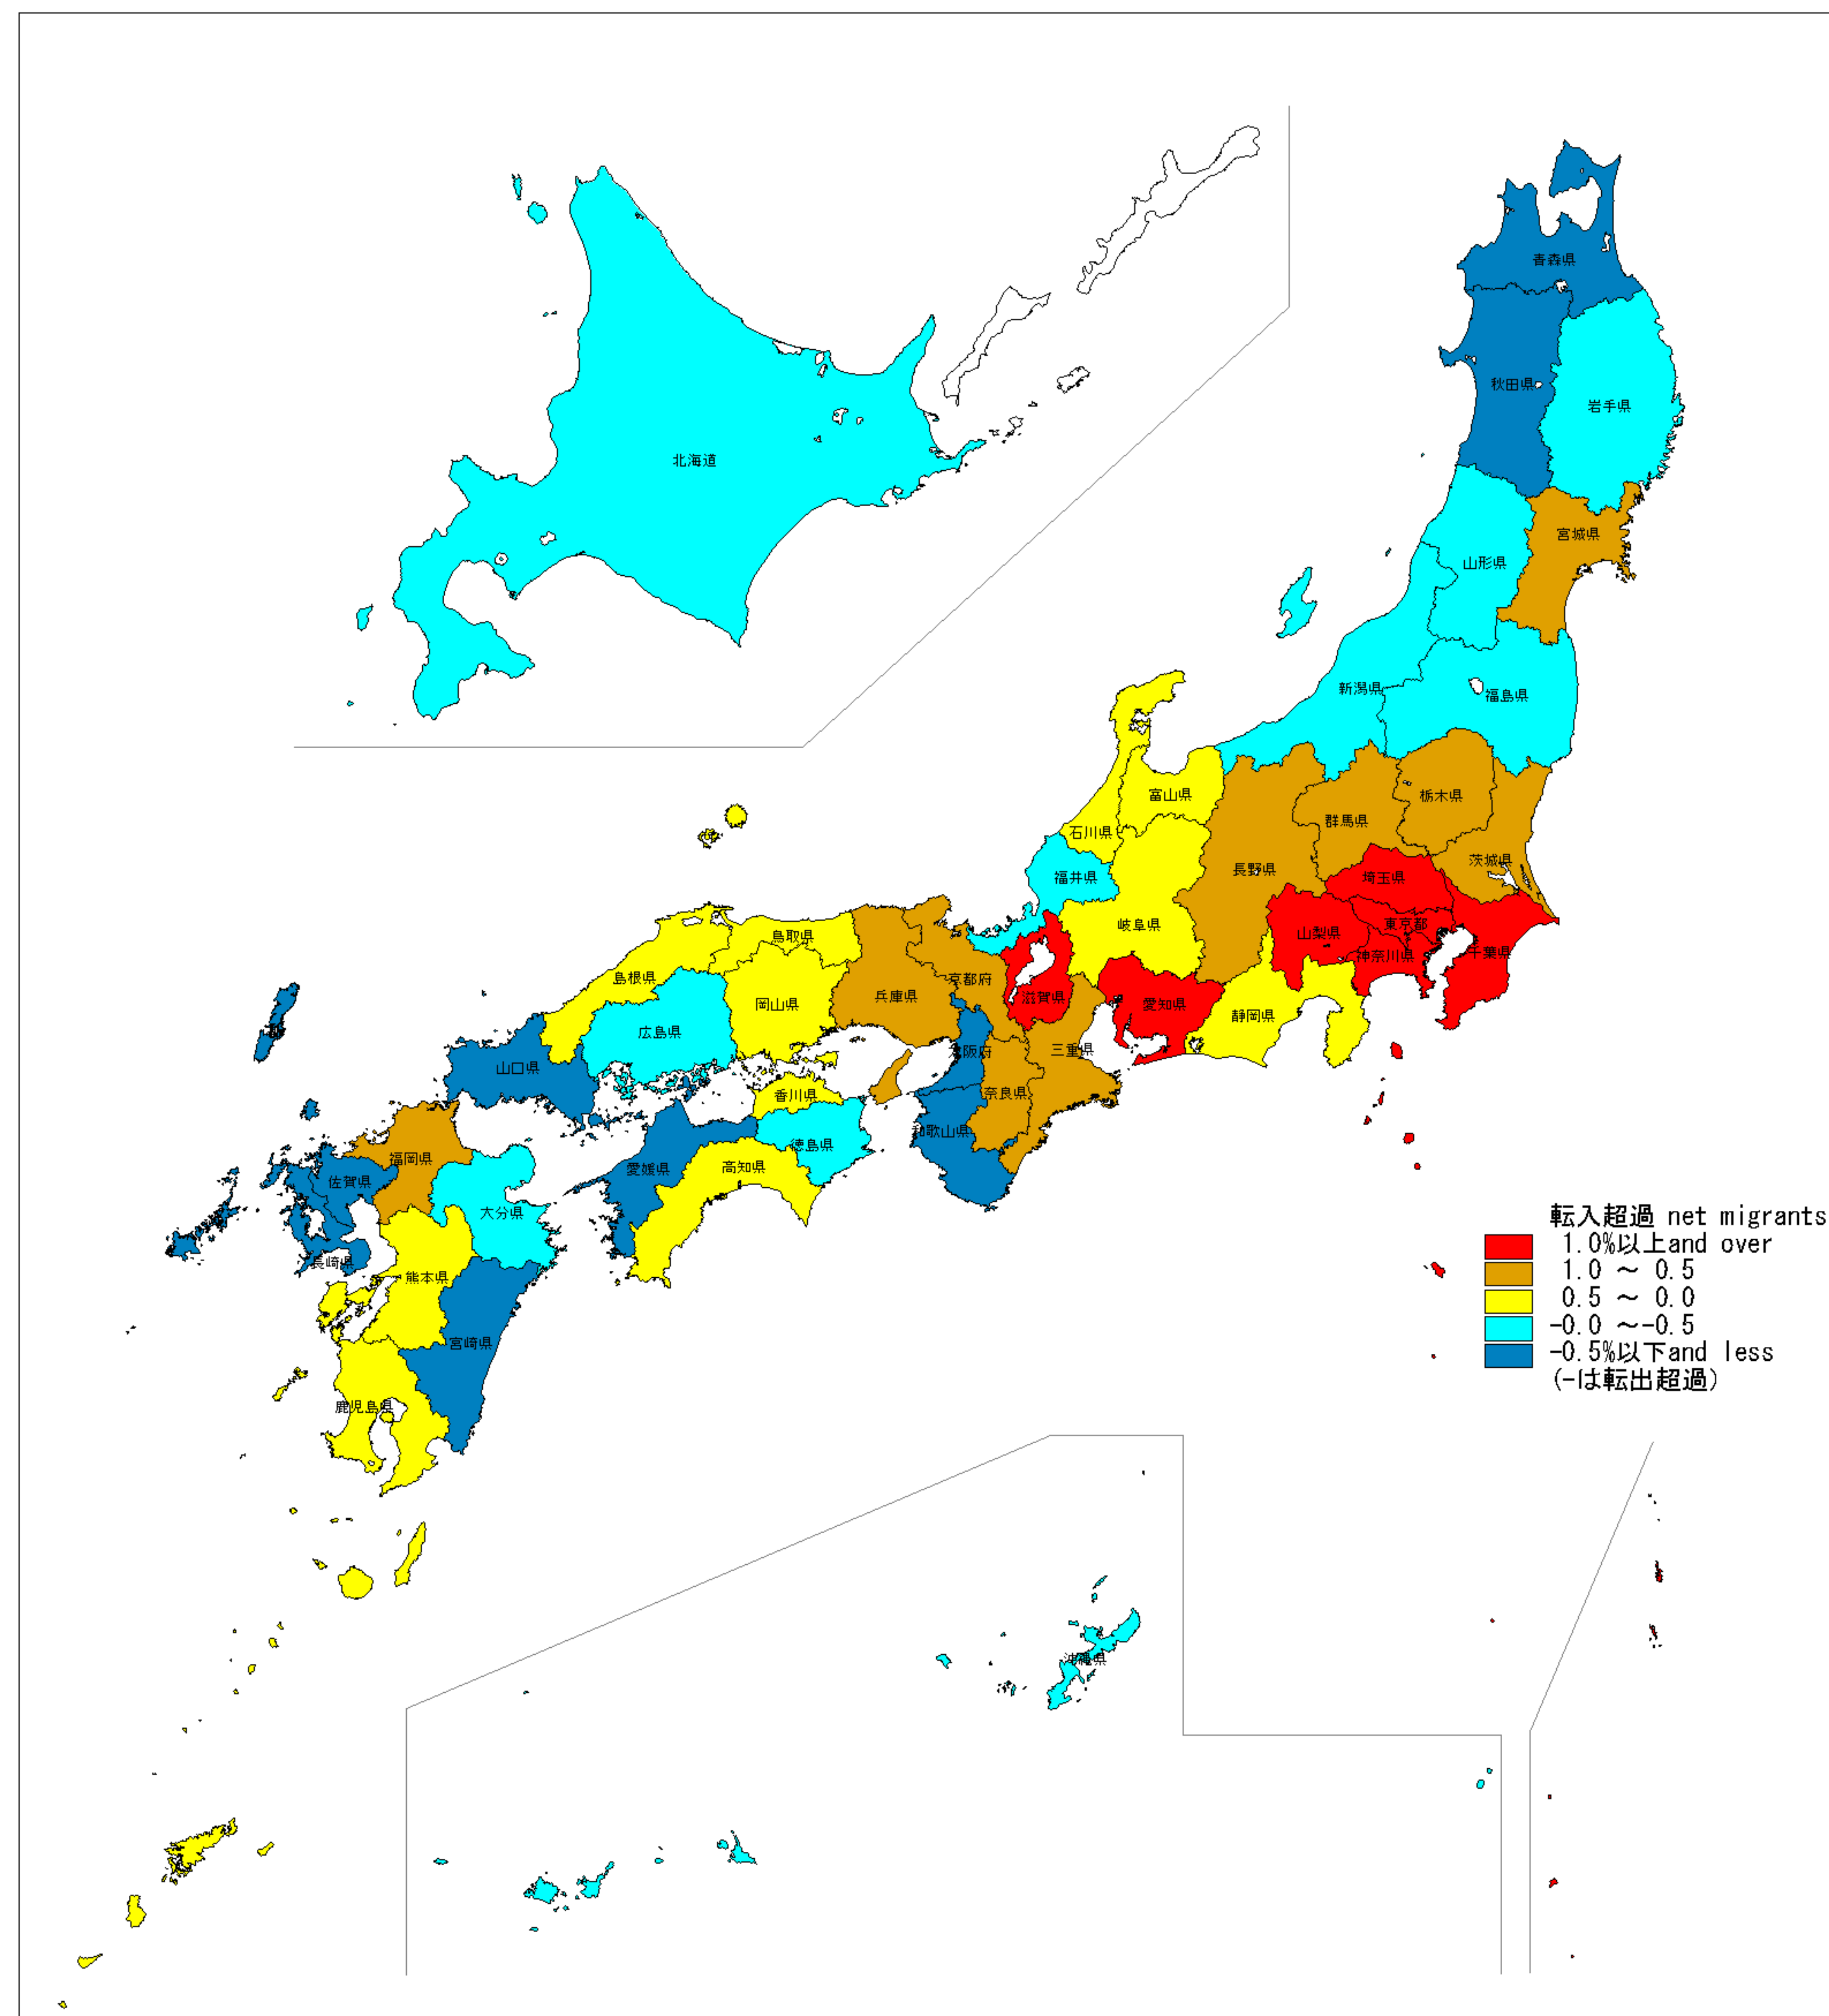 青森県
秋田県
岩手県
北海道
宮城県
山形県
新潟県
福島県
富山県
栃木県
群馬県
石川県
茨城県
長野県
福井県
埼玉県
岐阜県
東京都
山梨県
鳥取県
千葉県
神奈川県
島根県
京都府
兵庫県
滋賀県
岡山県
愛知県
静岡県
広島県
三重県
大阪府
山口県
奈良県
香川県
和歌山県
徳島県
福岡県
高知県
愛媛県
佐賀県
大分県
長崎県
熊本県
宮崎県
鹿児島県
沖縄県
転入超過 net migrants
1.0%以上and over
1.0 ～ 0.5
0.5 ～ 0.0
-0.0 ～-0.5
-0.5%以下and less
(-は転出超過)